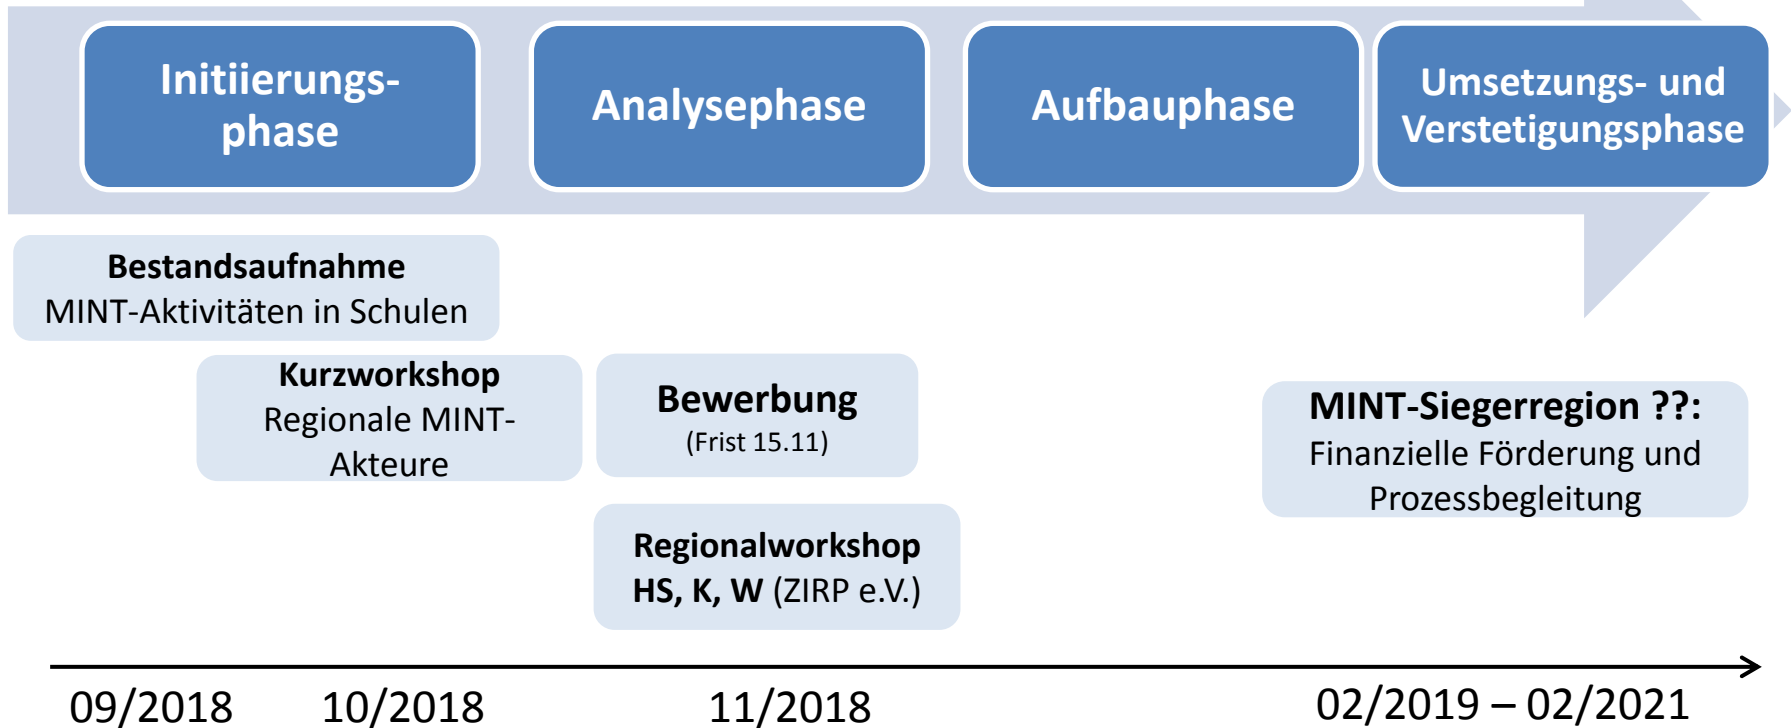 Initiierungs-
phase
Analysephase
Aufbauphase
Umsetzungs- und
Verstetigungsphase
Bestandsaufnahme
MINT-Aktivitäten in Schulen
Kurzworkshop
Regionale MINT-
Akteure
Bewerbung
(Frist 15.11)
Regionalworkshop
HS, K, W (ZIRP e.V.)
MINT-Siegerregion ??:
Finanzielle Förderung und
Prozessbegleitung
09/2018
10/2018
11/2018
02/2019 – 02/2021